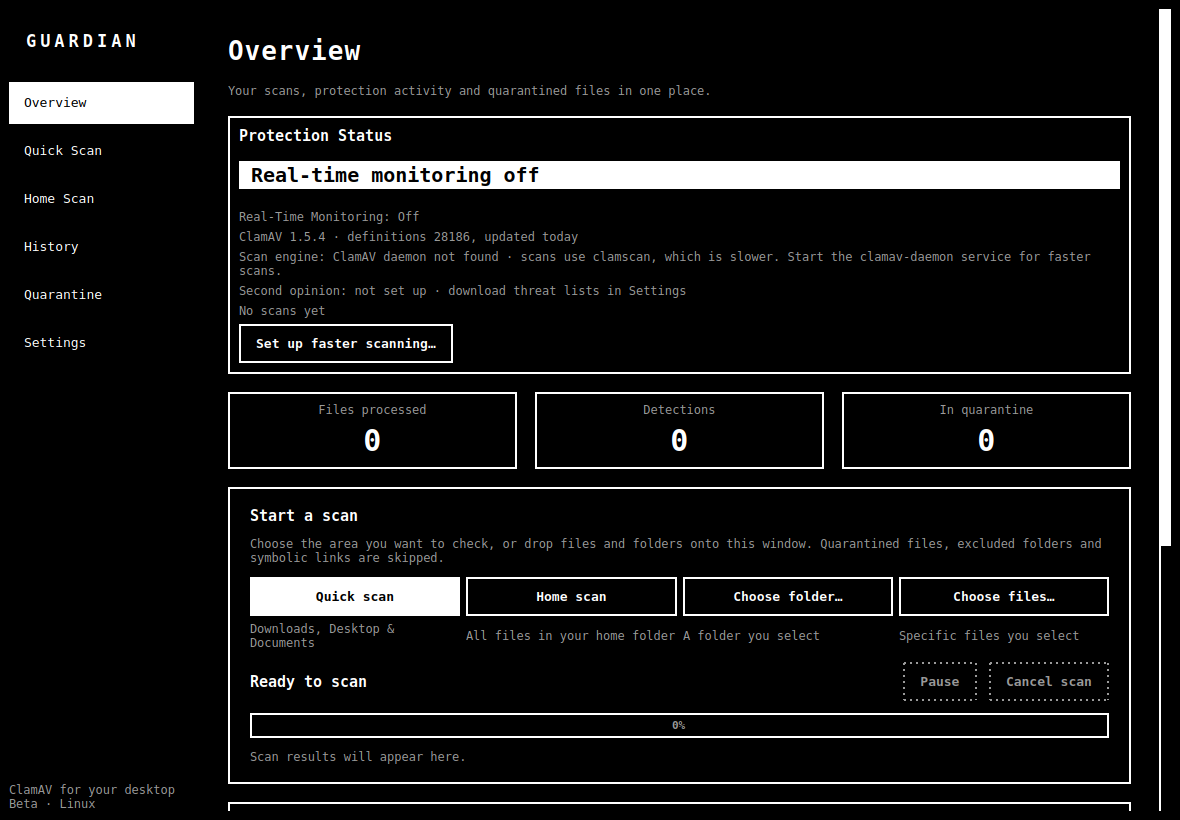 GUARDIAN
Overview
Quick Scan
Home Scan
History
Quarantine
Settings
ClamAV for your desktop
Beta · Linux
Overview
Your scans, protection activity and quarantined files in one place.
Protection Status
Real-time monitoring off
Real-Time Monitoring: Off
ClamAV 1.5.4 · definitions 28186, updated today
Scan engine: ClamAV daemon not found · scans use clamscan, which is slower. Start the clamav-daemon service for faster
scans.
Second opinion: not set up · download threat lists in Settings
No scans yet
Set up faster scanning…
Files processed
0
Detections
0
In quarantine
0
Start a scan
Choose the area you want to check, or drop files and folders onto this window. Quarantined files, excluded folders and
symbolic links are skipped.
Quick scan
Downloads, Desktop &
Documents
Home scan
All files in your home folder
Choose folder…
A folder you select
Choose files…
Specific files you select
Ready to scan
Pause
Cancel scan
0%
Scan results will appear here.